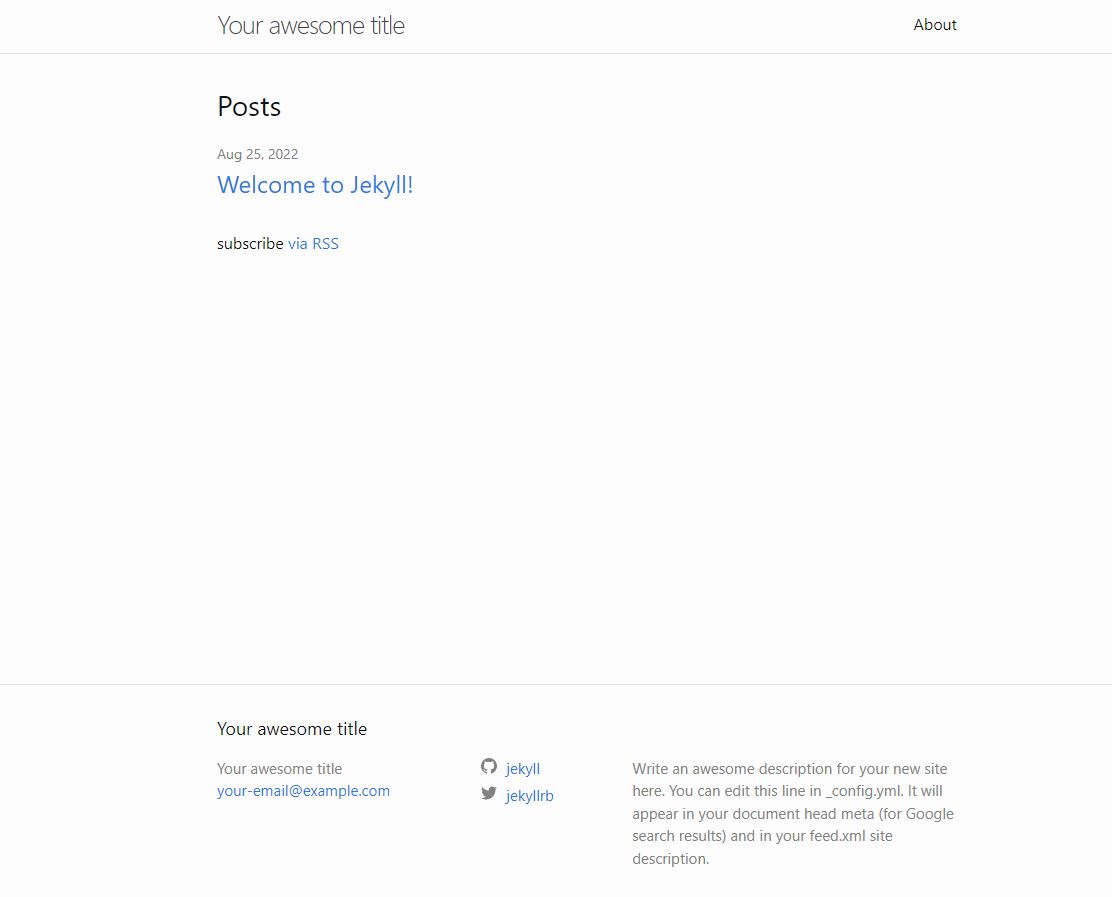 Your awesome title
About
Posts
Aug 25, 2022
Welcome to Jekyll!
subscribe via RSS
Your awesome title
Your awesome title
your-email@example.com
jekyll
jekyllrb
Write an awesome description for your new site
here. You can edit this line in _config.yml. It will
appear in your document head meta (for Google
search results) and in your feed.xml site
description.